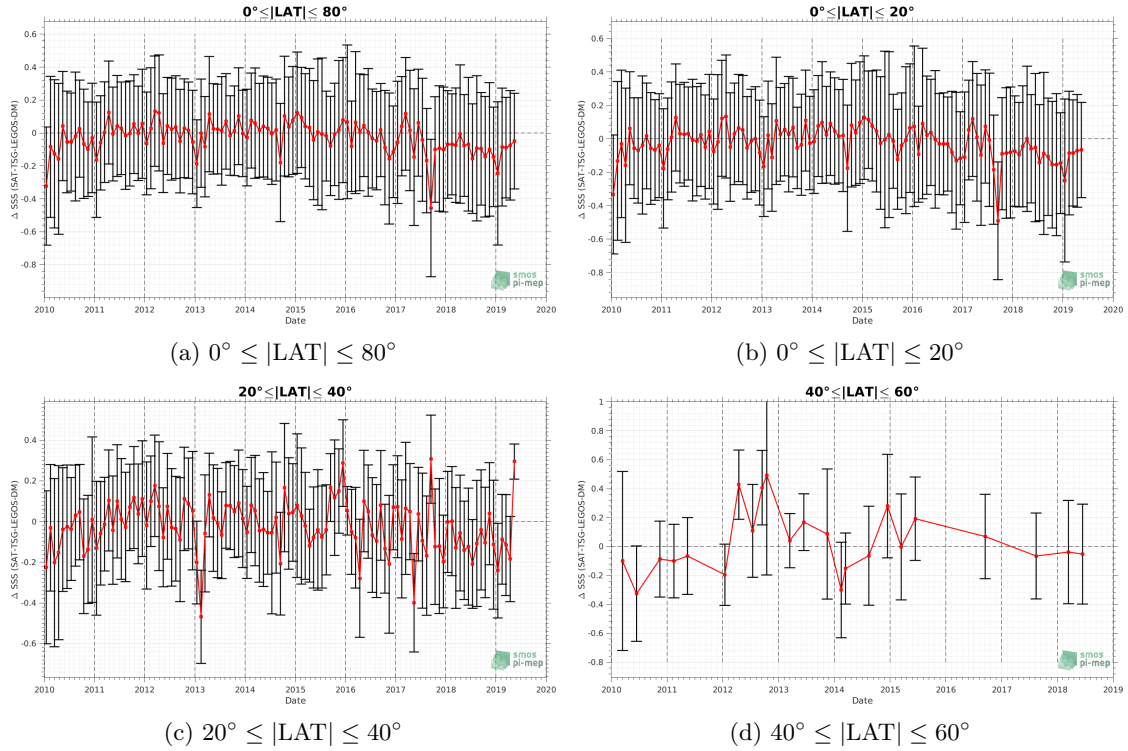 0°≤|LAT|≤ 80°
0.6
0.4
0.2
0
-0.2
-0.4
-0.6
-0.8
Δ SSS (SAT-TSG-LEGOS-DM)
2010 2011 2012 2013 2014 2015 2016 2017 2018 2019 2020
Date
smos
pi-mep
(a) 0° ≤ |LAT| ≤ 80°
0°≤|LAT|≤ 20°
0.6
0.4
0.2
0
-0.2
-0.4
-0.6
-0.8
Δ SSS (SAT-TSG-LEGOS-DM)
2010 2011 2012 2013 2014 2015 2016 2017 2018 2019 2020
Date
smos
pi-mep
(b) 0° ≤ |LAT| ≤ 20°
20°≤|LAT|≤ 40°
0.4
0.2
0
-0.2
-0.4
-0.6
Δ SSS (SAT-TSG-LEGOS-DM)
2010 2011 2012 2013 2014 2015 2016 2017 2018 2019 2020
Date
smos
pi-mep
(c) 20° ≤ |LAT| ≤ 40°
40°≤|LAT|≤ 60°
1
0.8
0.6
0.4
0.2
0
-0.2
-0.4
-0.6
-0.8
Δ SSS (SAT-TSG-LEGOS-DM)
2010 2011 2012 2013 2014 2015 2016 2017 2018 2019
Date
smos
pi-mep
(d) 40° ≤ |LAT| ≤ 60°